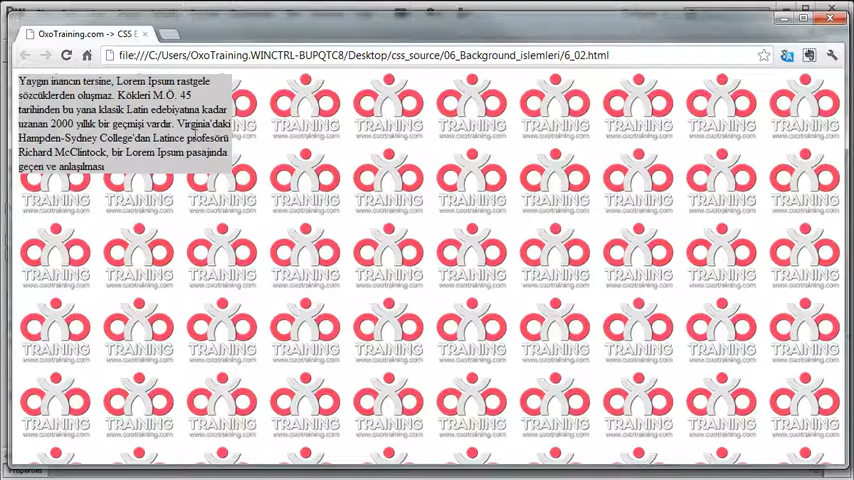 OxoTraining.com -> CSS E
file:///C:/Users/OxoTraining.WINCTRL-BUPQTC8/Desktop/css_source/06_Background_islemleri/6_02.html
Yaygın inancın tersine, Lorem Ipsum rastgele
sözcüklerden oluşmaz. Kökleri M.Ö. 45
tarihinden bu yana klasik Latin edebiyatına kadar
uzanan 2000 yıllık bir geçmişi vardır. Virginia'daki
Hampden-Sydney College'dan Latince profesörü
Richard McClintock, bir Lorem Ipsum pasajında
geçen ve anlaşılması
TRAINING
www.oxotraining.com
Properties